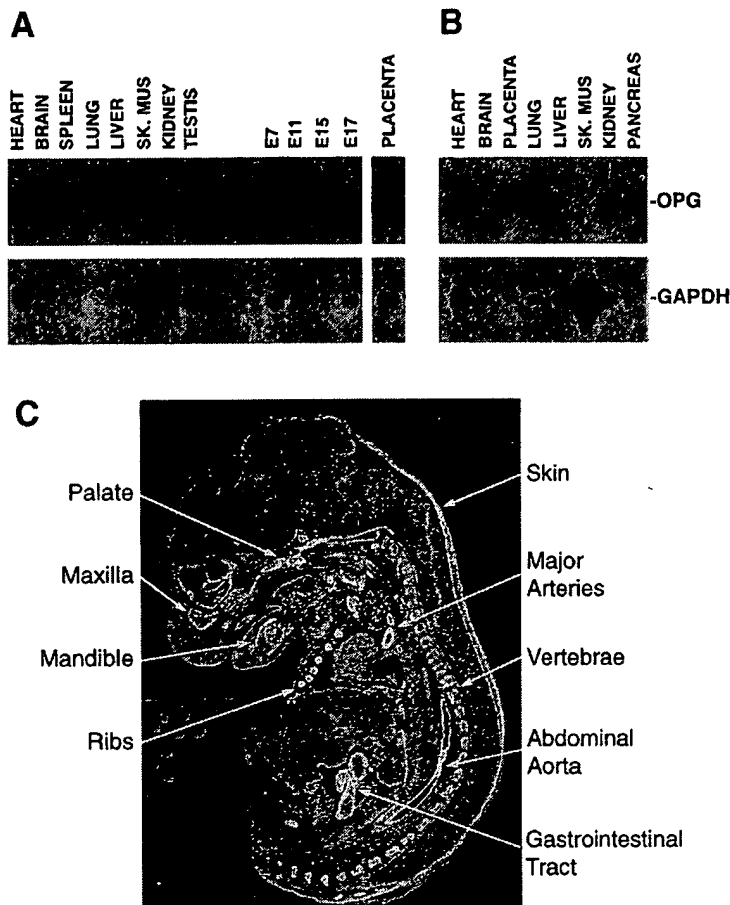 A
HEART
BRAIN
SPLEEN
LUNG
LIVER
SK. MUS
KIDNEY
TESTIS
E7
E11
E15
E17
PLACENTA
B
HEART
BRAIN
PLACENTA
LUNG
LIVER
SK. MUS
KIDNEY
PANCREAS
-OPG
-GAPDH
C
Palate
Maxilla
Mandible
Ribs
Skin
Major
Arteries
Vertebrae
Abdominal
Aorta
Gastrointestinal
Tract